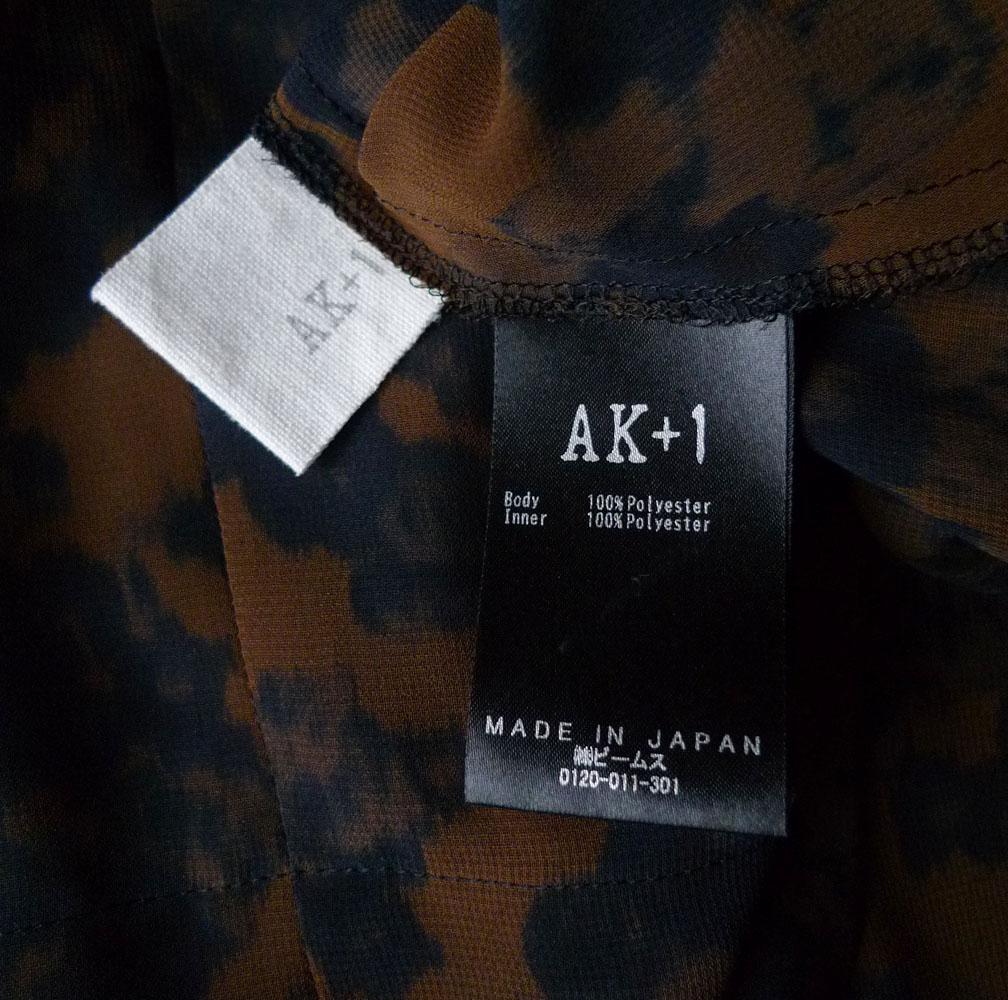 AK+1
AK+1
Body 100%Polyester
Inner 100%Polyester
MADE IN JAPAN
㈱ビームス
0120-011-301